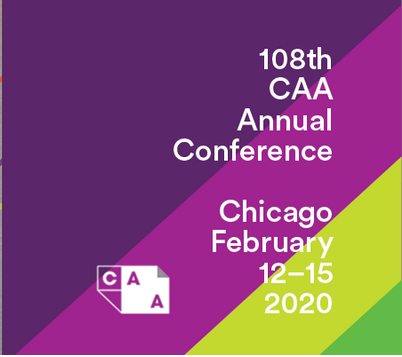 108th
CAA
Annual
Conference
Chicago
February
12–15
2020
C A
A